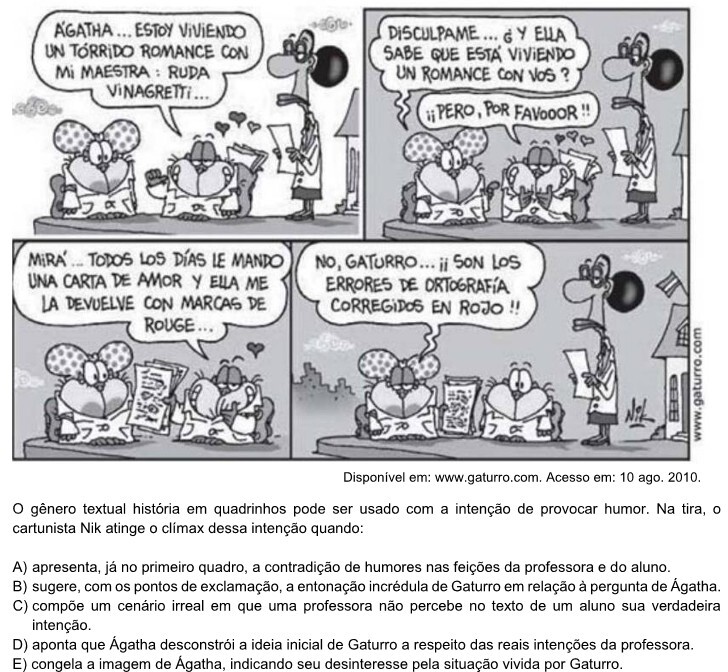 ÁGATHA... ESTOY VIVIENDO
UN TÓRRIDO ROMANCE CON
MI MAESTRA: RUDA
VINAGRETTI...
DISCULPAME... ¿Y ELLA
SABE QUE ESTÁ VIVIENDO
UN ROMANCE CON VOS?
¡¡PERO, POR FAVOOOR!!
MIRÁ... TODOS LOS DÍAS LE MANDO
UNA CARTA DE AMOR Y ELLA ME
LA DEVUELVE CON MARCAS DE
ROUGE...
NO, GATURRO... ¡¡SON LOS
ERRORES DE ORTOGRAFÍA
CORREGIDOS EN ROJO!!
Nik
www.gaturro.com
Disponível em: www.gaturro.com. Acesso em: 10 ago. 2010.
O gênero textual história em quadrinhos pode ser usado com a intenção de provocar humor. Na tira, o
cartunista Nik atinge o clímax dessa intenção quando:
A) apresenta, já no primeiro quadro, a contradição de humores nas feições da professora e do aluno.
B) sugere, com os pontos de exclamação, a entonação incrédula de Gaturro em relação à pergunta de Ágatha.
C) compõe um cenário irreal em que uma professora não percebe no texto de um aluno sua verdadeira
intenção.
D) aponta que Ágatha desconstrói a ideia inicial de Gaturro a respeito das reais intenções da professora.
E) congela a imagem de Ágatha, indicando seu desinteresse pela situação vivida por Gaturro.